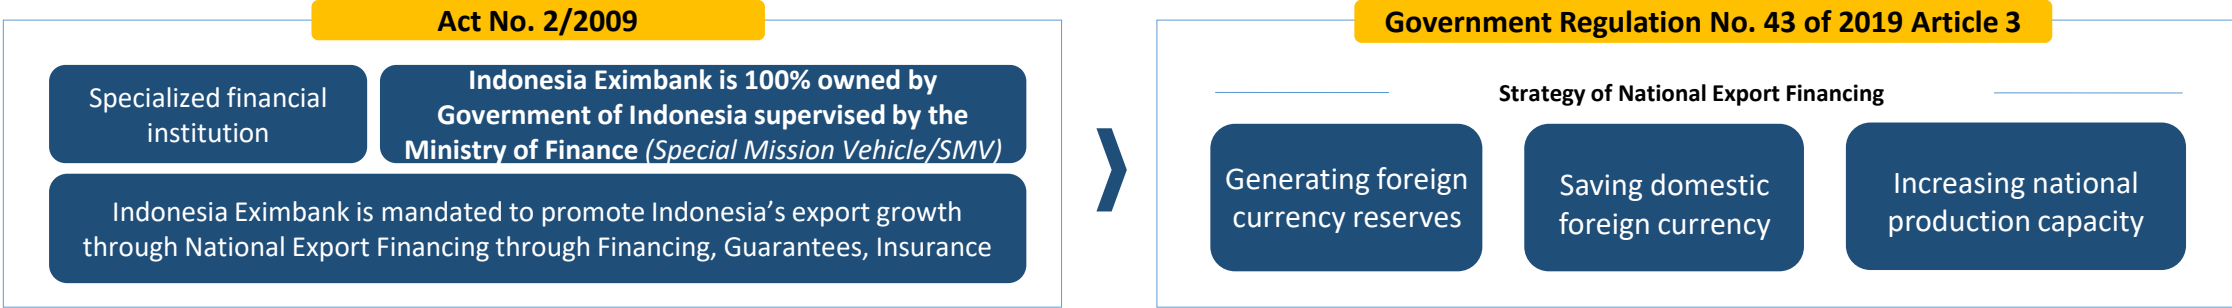 Act No. 2/2009
Specialized financial
institution
Indonesia Eximbank is 100% owned by
Government of Indonesia supervised by the
Ministry of Finance (Special Mission Vehicle/SMV)
Indonesia Eximbank is mandated to promote Indonesia’s export growth
through National Export Financing through Financing, Guarantees, Insurance
Government Regulation No. 43 of 2019 Article 3
Strategy of National Export Financing
Generating foreign
currency reserves
Saving domestic
foreign currency
Increasing national
production capacity